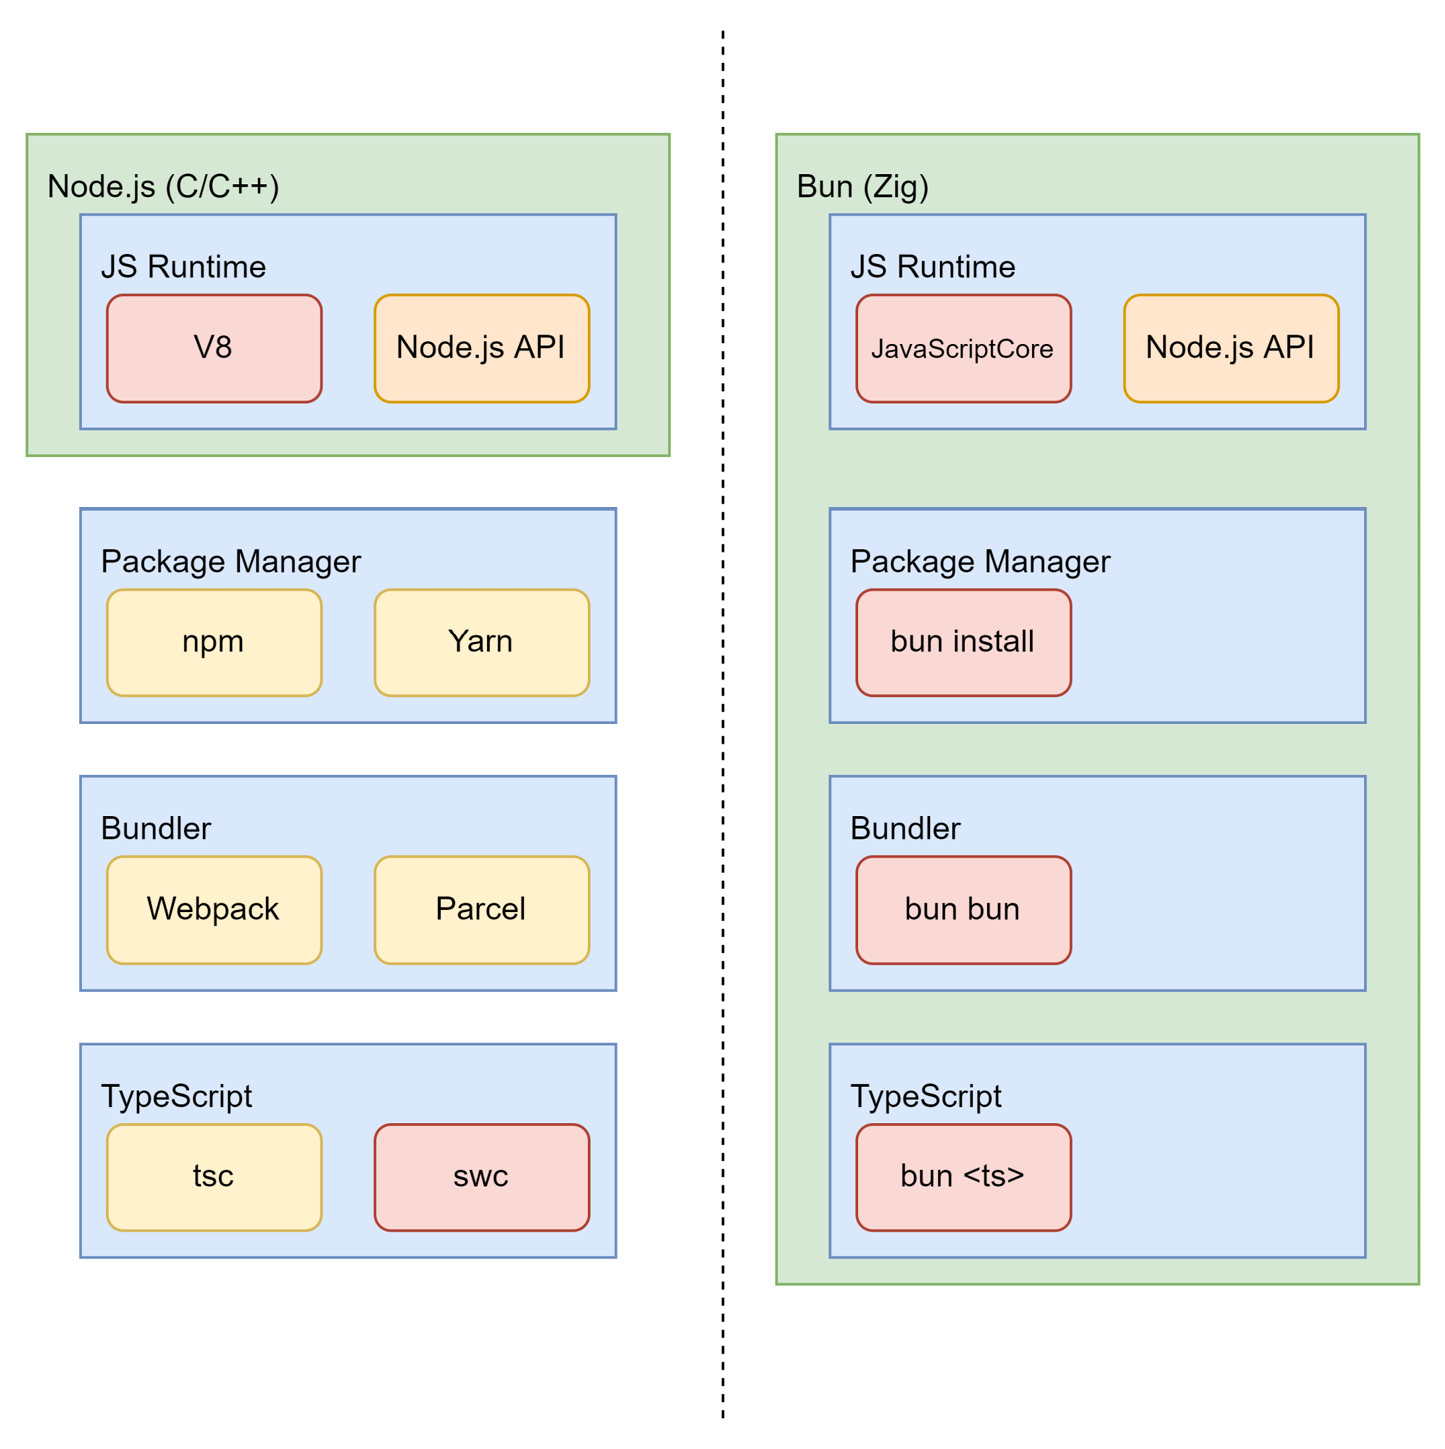 Node.js (C/C++)
JS Runtime
V8
Node.js API
Package Manager
npm
Yarn
Bundler
Webpack
Parcel
TypeScript
tsc
swc
Bun (Zig)
JS Runtime
JavaScriptCore
Node.js API
Package Manager
bun install
Bundler
bun bun
TypeScript
bun <ts>